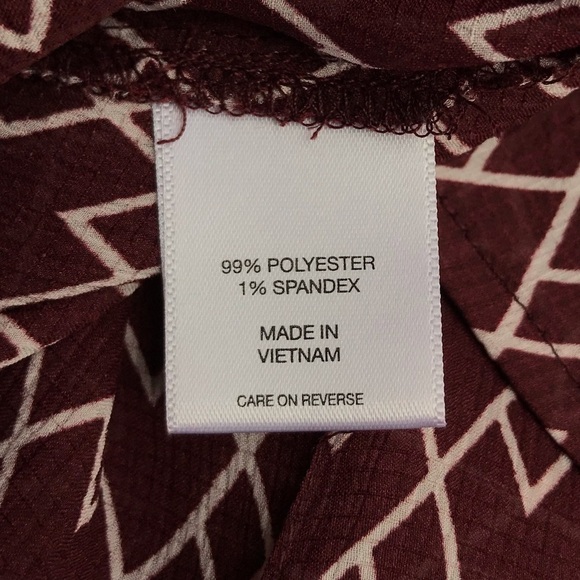 99% POLYESTER
1% SPANDEX
MADE IN
VIETNAM
CARE ON REVERSE